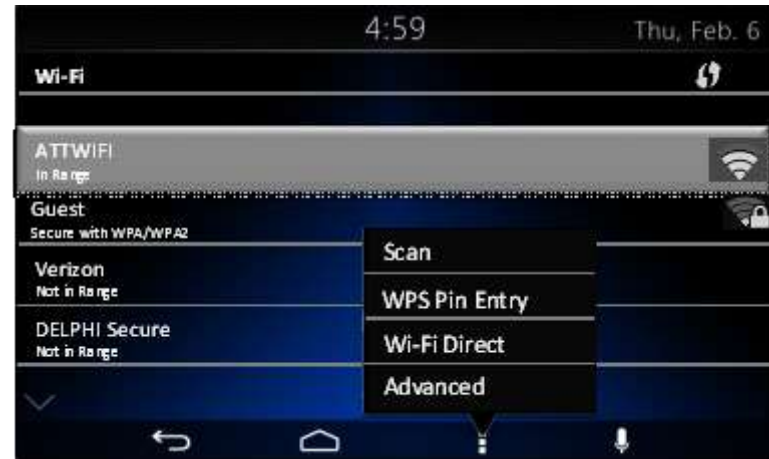 4:59
Thu, Feb. 6
Wi-Fi
ATTWIFI
In Range
Guest
Secure with WPA/WPA2
Verizon
Not in Range
DELPHI Secure
Not in Range
Scan
WPS Pin Entry
Wi-Fi Direct
Advanced